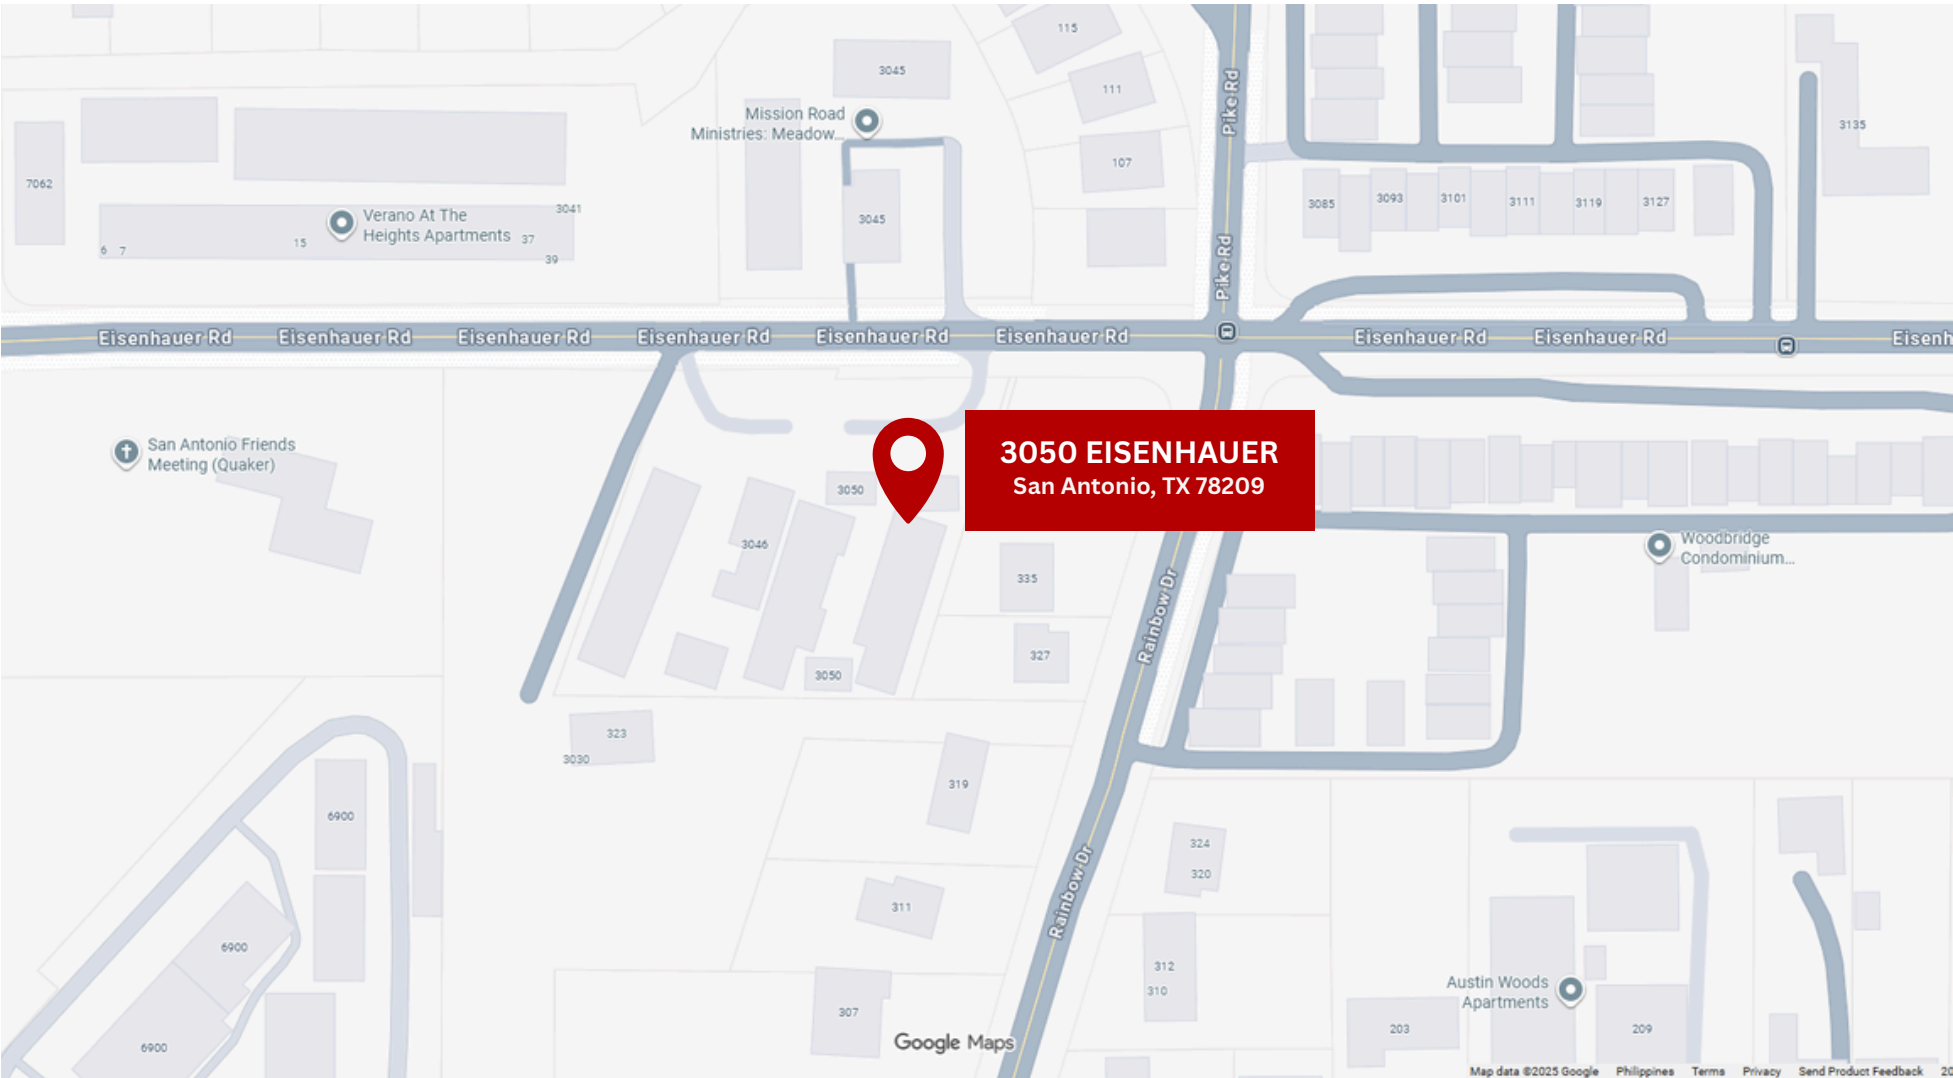 115
3045
Pike Rd
111
Mission Road
Ministries: Meadow...
3135
107
7062
3085
3093
3101
3111
3119
3127
3041
Verano At The
Heights Apartments
3045
6
7
15
37
39
Pike Rd
Eisenhauer Rd
Eisenhauer Rd
Eisenhauer Rd
Eisenhauer Rd
Eisenhauer Rd
Eisenhauer Rd
Eisenhauer Rd
Eisenhauer Rd
Eisenh
San Antonio Friends
Meeting (Quaker)
3050 EISENHAUER
San Antonio, TX 78209
3050
3046
335
Woodbridge
Condominium...
Rainbow Dr
327
3050
323
3030
319
6900
324
320
Rainbow Dr
311
6900
312
310
Austin Woods
Apartments
307
203
209
6900
Google Maps
Map data ©2025 Google
Philippines
Terms
Privacy
Send Product Feedback
20